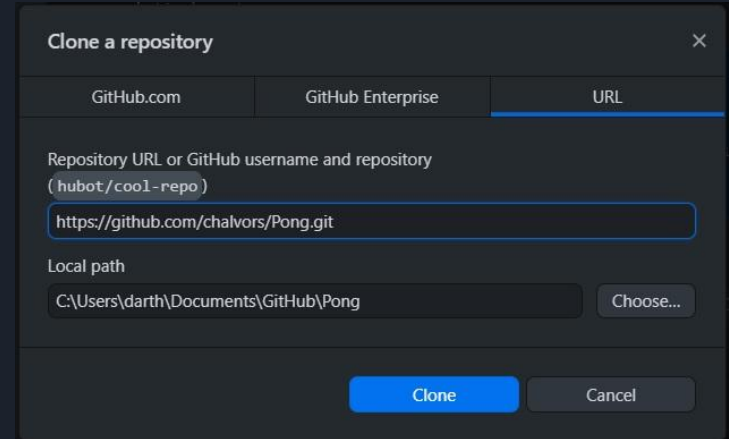 Clone a repository
GitHub.com GitHub Enterprise URL
Repository URL or GitHub username and repository
(hubot/cool-repo)
https://github.com/chalvors/Pong.git
Local path
C:\Users\darth\Documents\GitHub\Pong Choose...
Clone Cancel